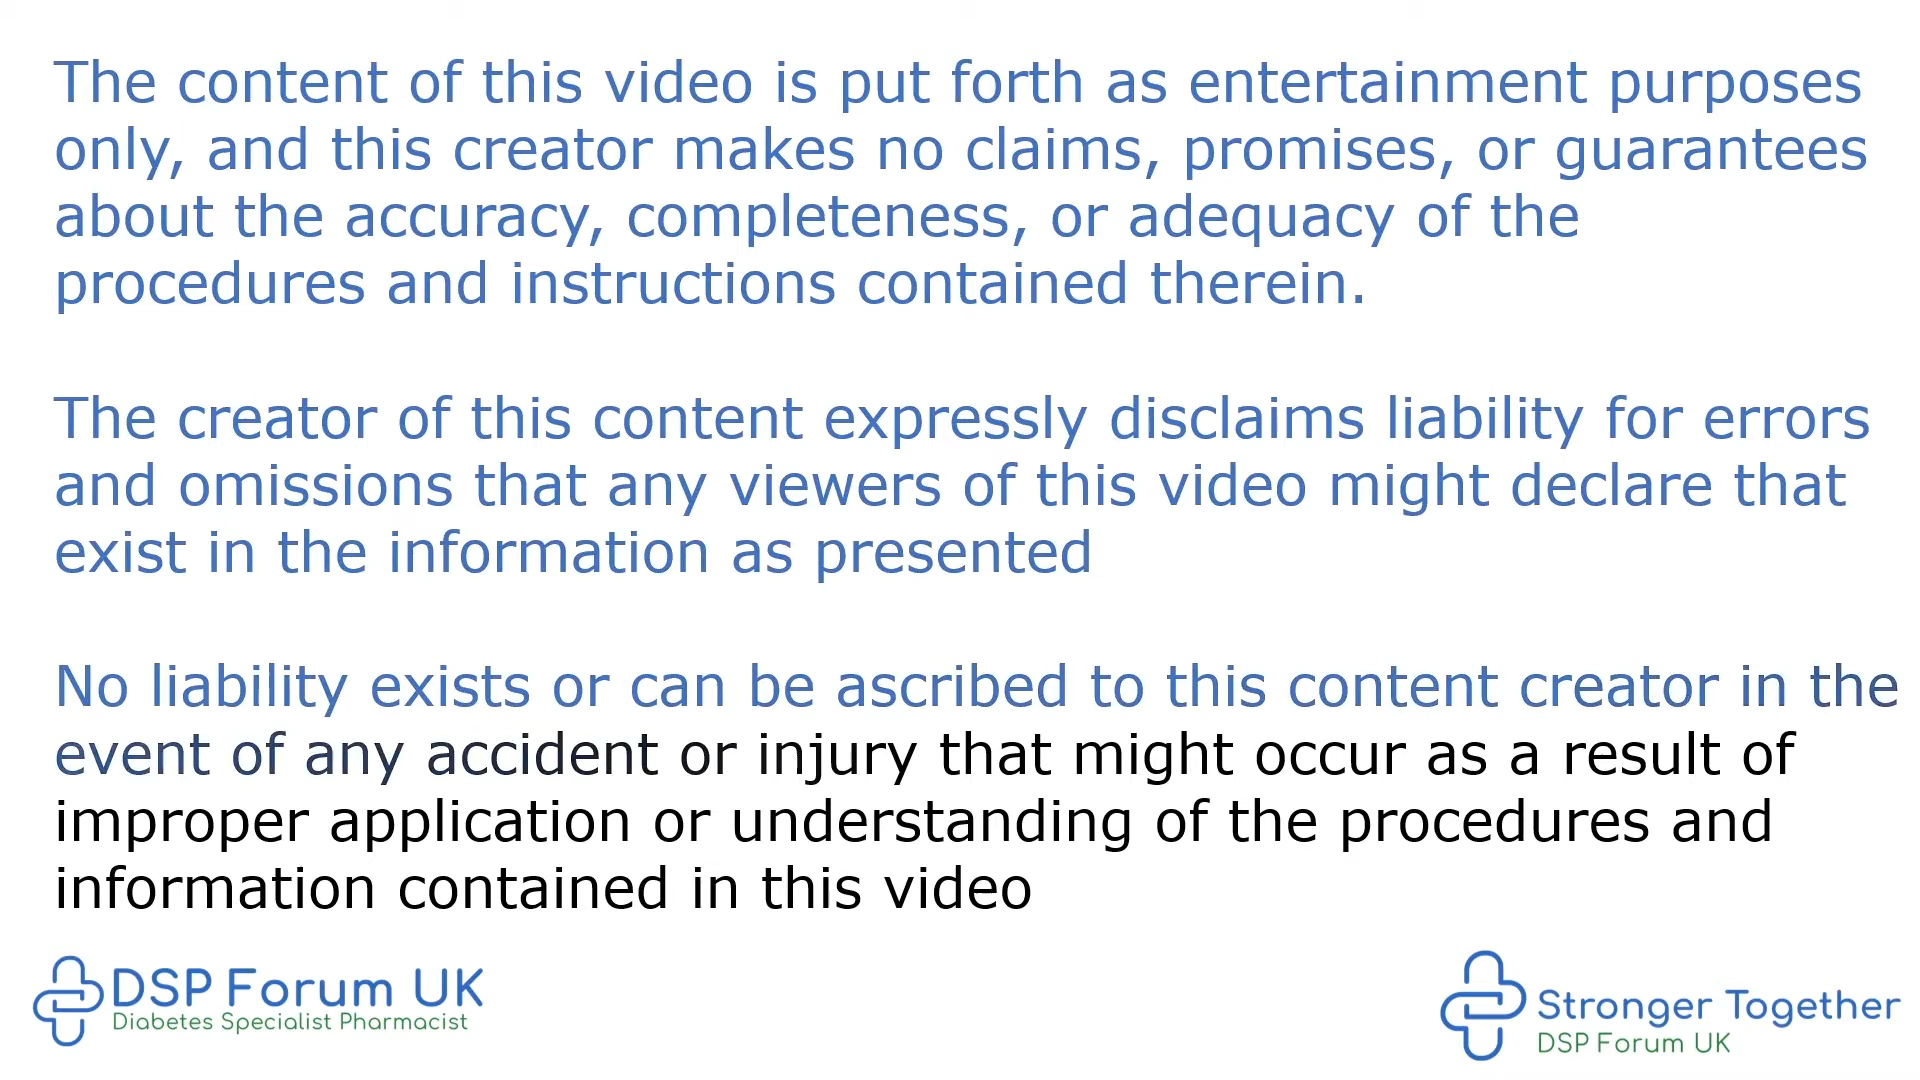 The content of this video is put forth as entertainment purposes
only, and this creator makes no claims, promises, or guarantees
about the accuracy, completeness, or adequacy of the
procedures and instructions contained therein.
The creator of this content expressly disclaims liability for errors
and omissions that any viewers of this video might declare that
exist in the information as presented
No liability exists or can be ascribed to this content creator in the
event of any accident or injury that might occur as a result of
improper application or understanding of the procedures and
information contained in this video
DSP Forum UK
Diabetes Specialist Pharmacist
Stronger Together
DSP Forum UK